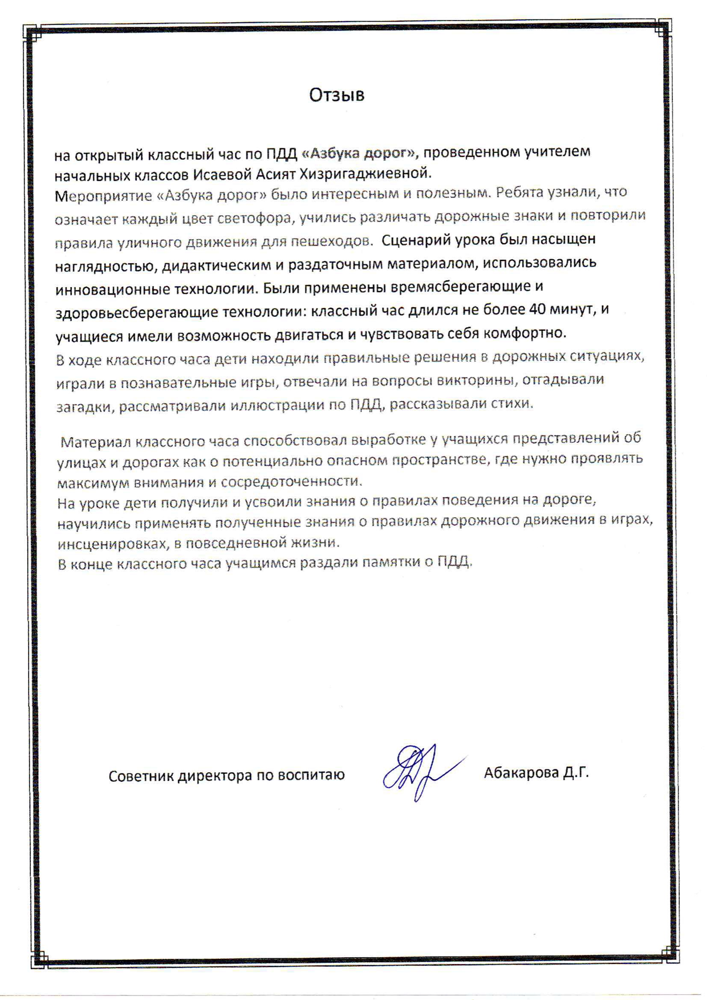 Отзыв
на открытый классный час по ПДД «Азбука дорог», проведенном учителем
начальных классов Исаевой Асият Хизригаджиевной.
Мероприятие «Азбука дорог» было интересным и полезным. Ребята узнали, что
означает каждый цвет светофора, учились различать дорожные знаки и повторили
правила уличного движения для пешеходов. Сценарий урока был насыщен
наглядностью, дидактическим и раздаточным материалом, использовались
инновационные технологии. Были применены времясберегающие и
здоровьесберегающие технологии: классный час длился не более 40 минут, и
учащиеся имели возможность двигаться и чувствовать себя комфортно.
В ходе классного часа дети находили правильные решения в дорожных ситуациях,
играли в познавательные игры, отвечали на вопросы викторины, отгадывали
загадки, рассматривали иллюстрации по ПДД, рассказывали стихи.
Материал классного часа способствовал выработке у учащихся представлений об
улицах и дорогах как о потенциально опасном пространстве, где нужно проявлять
максимум внимания и сосредоточенности.
На уроке дети получили и усвоили знания о правилах поведения на дороге,
научились применять полученные знания о правилах дорожного движения в играх,
инсценировках, в повседневной жизни.
В конце классного часа учащимся раздали памятки о ПДД.
Советник директора по воспитаю Абакарова Д.Г.